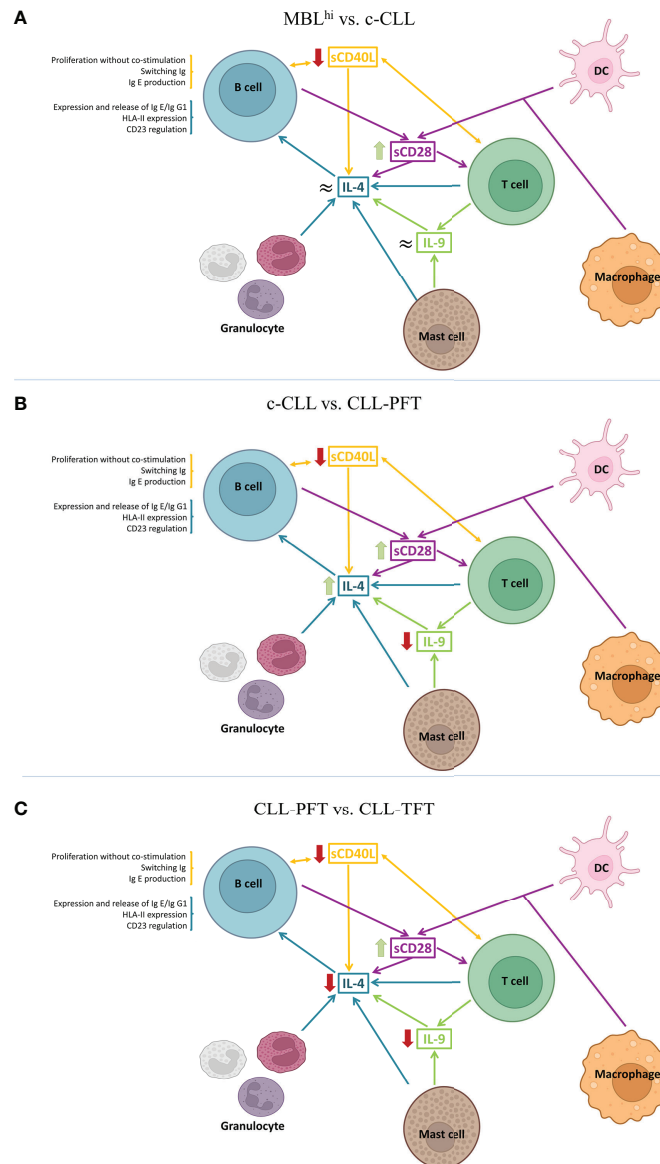 A
MBLhi vs. c-CLL
Proliferation without co-stimulation
Switching Ig
Ig E production
Expression and release of Ig E/Ig G1
HLA-II expression
CD23 regulation
B cell
sCD40L
DC
sCD28
T cell
≈ IL-4
≈ IL-9
Macrophage
Granulocyte
Mast cell
B
c-CLL vs. CLL-PFT
Proliferation without co-stimulation
Switching Ig
Ig E production
Expression and release of Ig E/Ig G1
HLA-II expression
CD23 regulation
B cell
sCD40L
DC
sCD28
T cell
IL-4
IL-9
Macrophage
Granulocyte
Mast cell
C
CLL-PFT vs. CLL-TFT
Proliferation without co-stimulation
Switching Ig
Ig E production
Expression and release of Ig E/Ig G1
HLA-II expression
CD23 regulation
B cell
sCD40L
DC
sCD28
T cell
IL-4
IL-9
Macrophage
Granulocyte
Mast cell